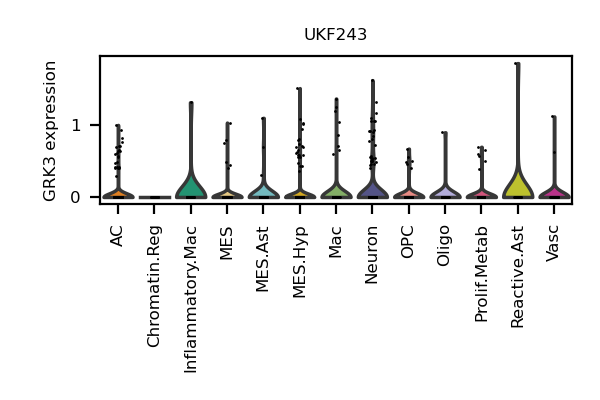 UKF243
GRK3 expression
1
0
AC
Chromatin.Reg
Inflammatory.Mac
MES
MES.Ast
MES.Hyp
Mac
Neuron
OPC
Oligo
Prolif.Metab
Reactive.Ast
Vasc